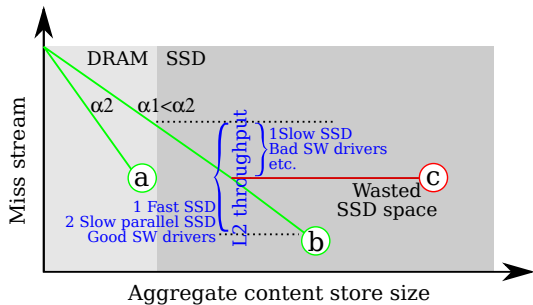 DRAM SSD
α2
α1<α2
1Slow SSD
Bad SW drivers
etc.
L2 throughput
a
c
Wasted
SSD space
1 Fast SSD
2 Slow parallel SSD
Good SW drivers
b
Miss stream
Aggregate content store size